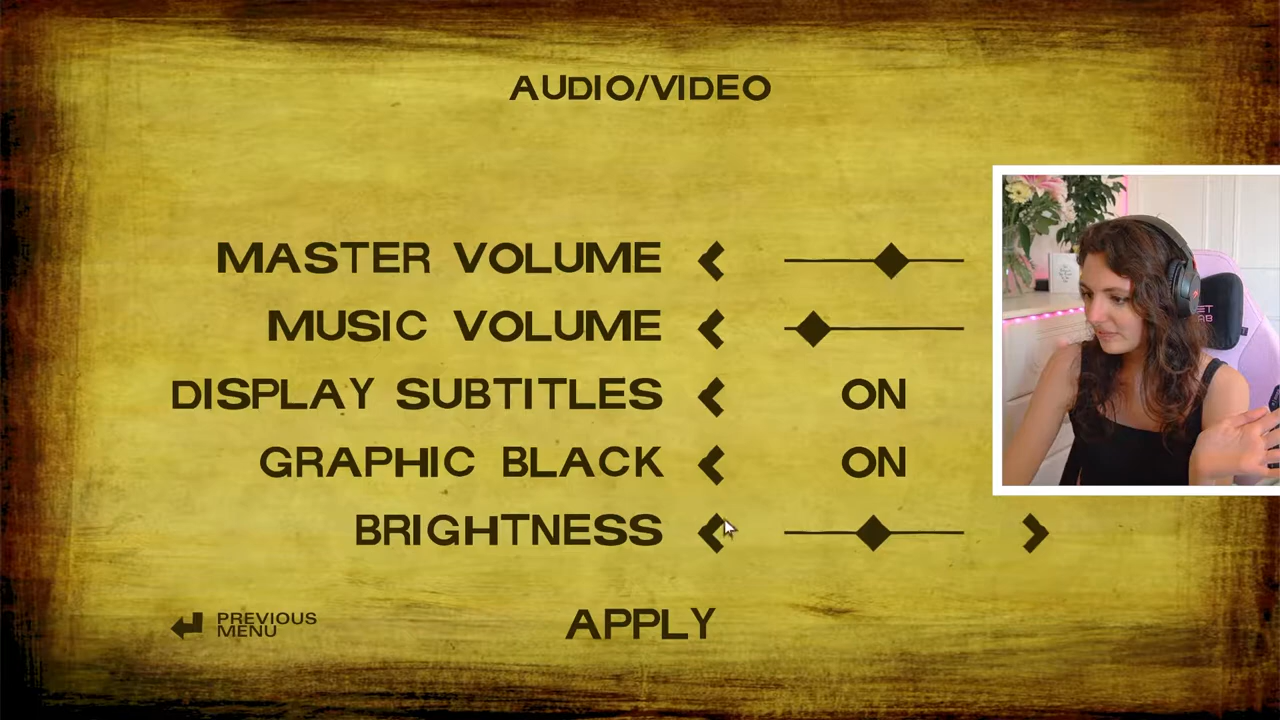 AUDIO/VIDEO
MASTER VOLUME
MUSIC VOLUME
DISPLAY SUBTITLES ON
GRAPHIC BLACK ON
BRIGHTNESS
PREVIOUS
MENU
APPLY